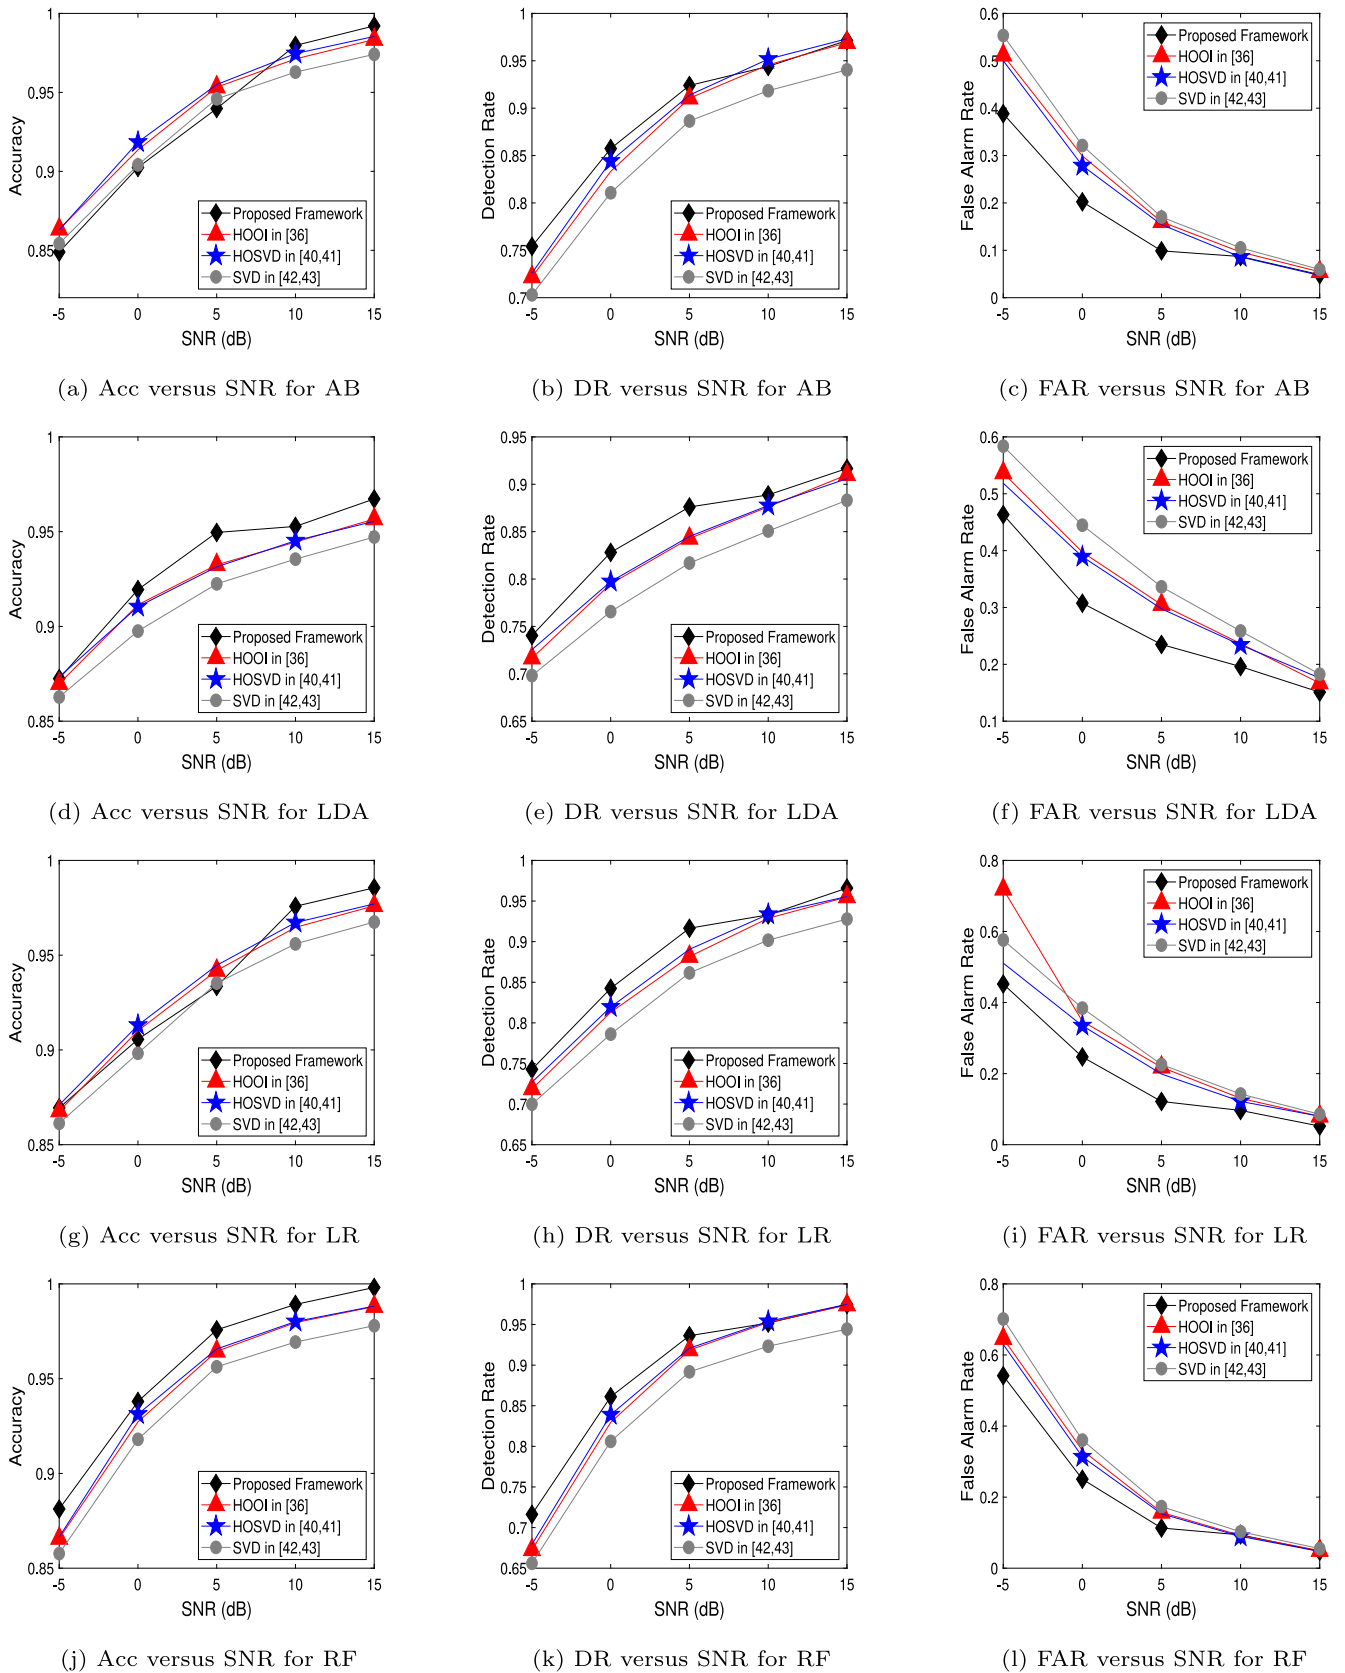 1
0.95
0.9
0.85
Accuracy
-5 0 5 10 15
SNR (dB)
Proposed Framework
HOOI in [36]
HOSVD in [40,41]
SVD in [42,43]
(a) Acc versus SNR for AB
1
0.95
0.9
0.85
0.8
0.75
0.7
Detection Rate
-5 0 5 10 15
SNR (dB)
Proposed Framework
HOOI in [36]
HOSVD in [40,41]
SVD in [42,43]
(b) DR versus SNR for AB
0.6
0.5
0.4
0.3
0.2
0.1
0
False Alarm Rate
-5 0 5 10 15
SNR (dB)
Proposed Framework
HOOI in [36]
HOSVD in [40,41]
SVD in [42,43]
(c) FAR versus SNR for AB
1
0.95
0.9
0.85
Accuracy
-5 0 5 10 15
SNR (dB)
Proposed Framework
HOOI in [36]
HOSVD in [40,41]
SVD in [42,43]
(d) Acc versus SNR for LDA
0.95
0.9
0.85
0.8
0.75
0.7
0.65
Detection Rate
-5 0 5 10 15
SNR (dB)
Proposed Framework
HOOI in [36]
HOSVD in [40,41]
SVD in [42,43]
(e) DR versus SNR for LDA
0.6
0.5
0.4
0.3
0.2
0.1
False Alarm Rate
-5 0 5 10 15
SNR (dB)
Proposed Framework
HOOI in [36]
HOSVD in [40,41]
SVD in [42,43]
(f) FAR versus SNR for LDA
1
0.95
0.9
0.85
Accuracy
-5 0 5 10 15
SNR (dB)
Proposed Framework
HOOI in [36]
HOSVD in [40,41]
SVD in [42,43]
(g) Acc versus SNR for LR
1
0.95
0.9
0.85
0.8
0.75
0.7
0.65
Detection Rate
-5 0 5 10 15
SNR (dB)
Proposed Framework
HOOI in [36]
HOSVD in [40,41]
SVD in [42,43]
(h) DR versus SNR for LR
0.8
0.6
0.4
0.2
0
False Alarm Rate
-5 0 5 10 15
SNR (dB)
Proposed Framework
HOOI in [36]
HOSVD in [40,41]
SVD in [42,43]
(i) FAR versus SNR for LR
1
0.95
0.9
0.85
Accuracy
-5 0 5 10 15
SNR (dB)
Proposed Framework
HOOI in [36]
HOSVD in [40,41]
SVD in [42,43]
(j) Acc versus SNR for RF
1
0.95
0.9
0.85
0.8
0.75
0.7
0.65
Detection Rate
-5 0 5 10 15
SNR (dB)
Proposed Framework
HOOI in [36]
HOSVD in [40,41]
SVD in [42,43]
(k) DR versus SNR for RF
0.8
0.6
0.4
0.2
0
False Alarm Rate
-5 0 5 10 15
SNR (dB)
Proposed Framework
HOOI in [36]
HOSVD in [40,41]
SVD in [42,43]
(l) FAR versus SNR for RF